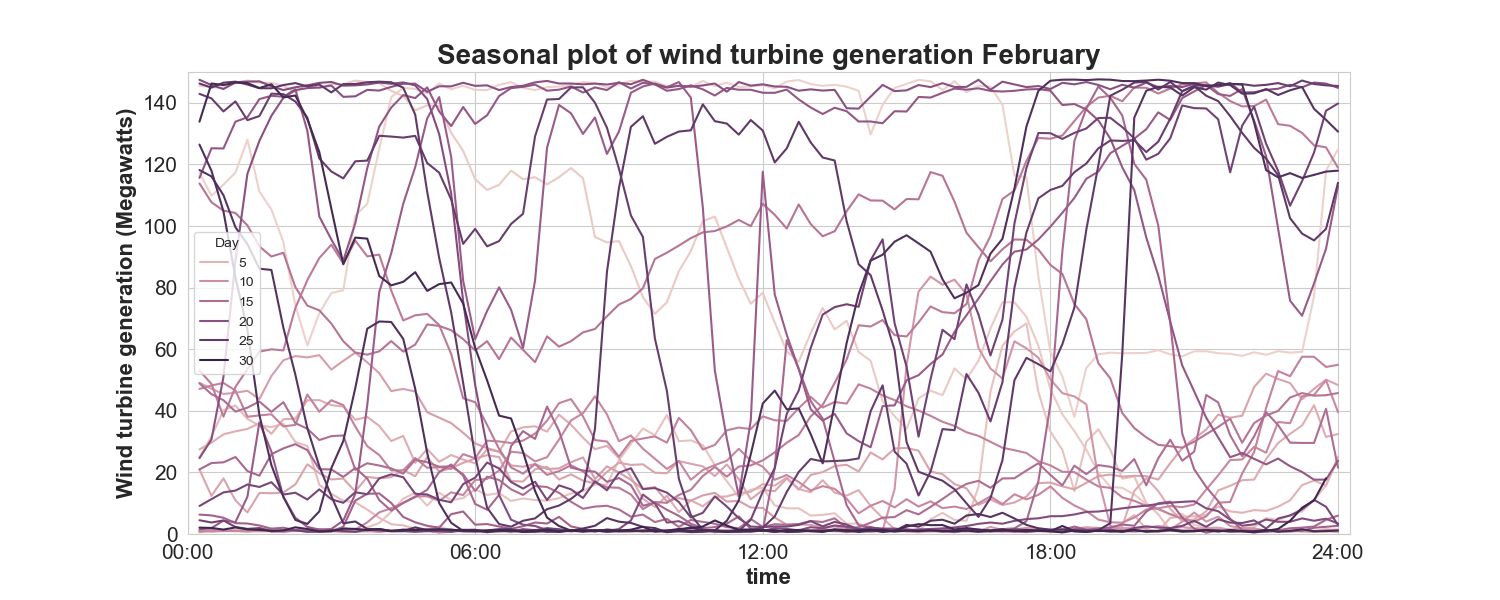 Seasonal plot of wind turbine generation February
Wind turbine generation (Megawatts)
140
120
100
80
60
40
20
0
Day
5
10
15
20
25
30
00:00 06:00 12:00 18:00 24:00
time